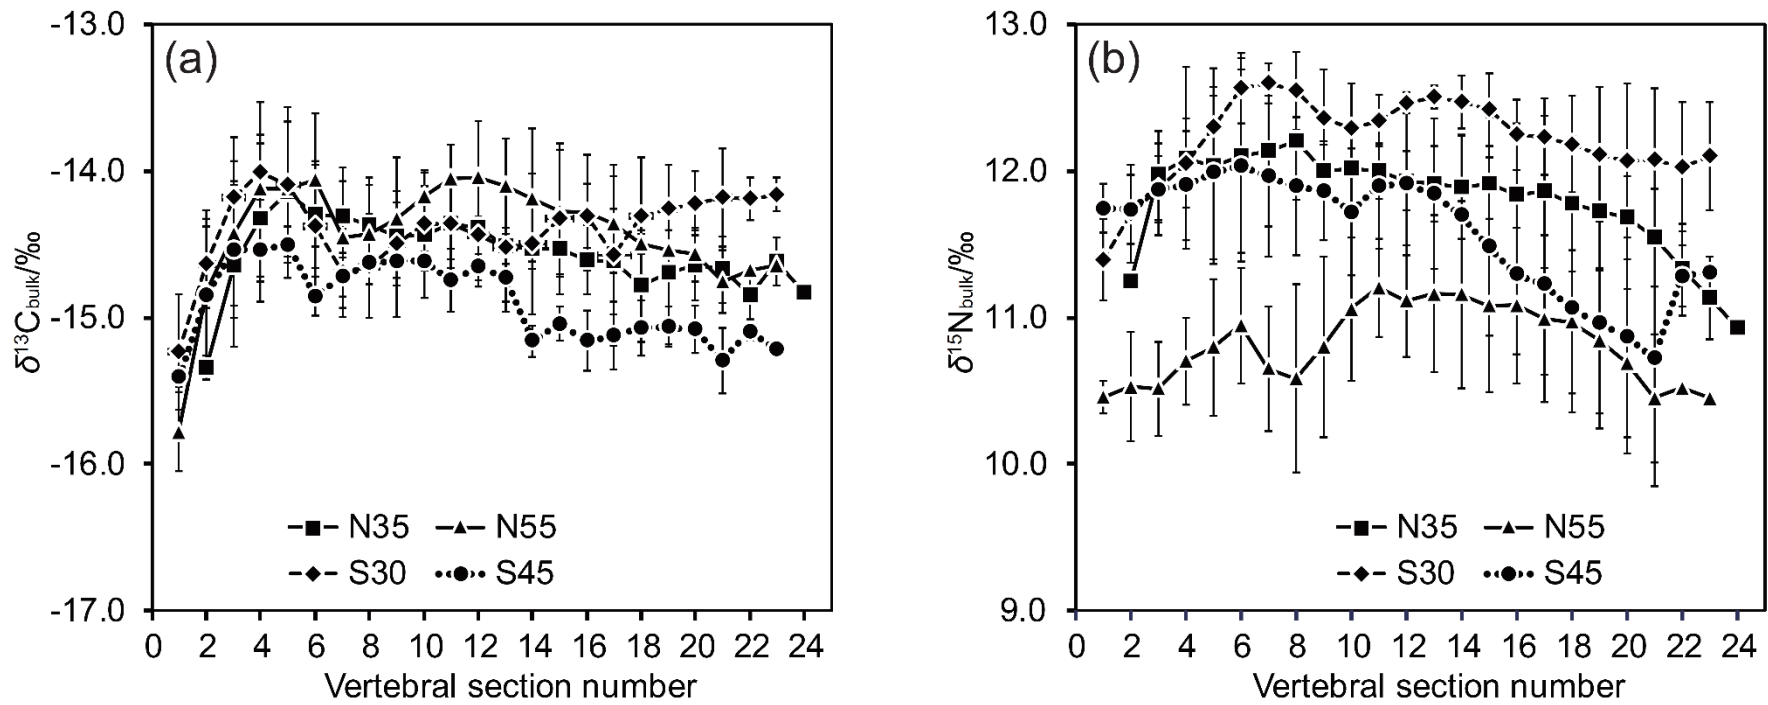 (a)
-13.0
-14.0
-15.0
-16.0
-17.0
δ¹³Cbulk/‰
N35
N55
S30
S45
0 2 4 6 8 10 12 14 16 18 20 22 24
Vertebral section number
(b)
13.0
12.0
11.0
10.0
9.0
δ¹⁵Nbulk/‰
N35
N55
S30
S45
0 2 4 6 8 10 12 14 16 18 20 22 24
Vertebral section number